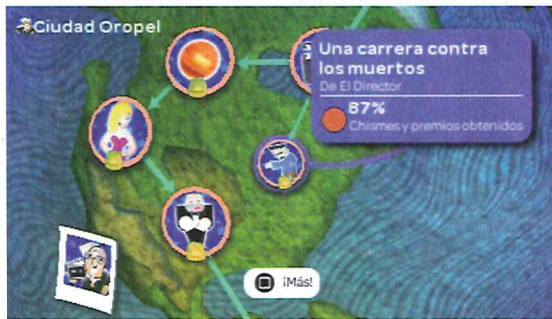 Ciudad Oropel
Una carrera contra
los muertos
De El Director
87%
Chismes y premios obtenidos
¡Más!